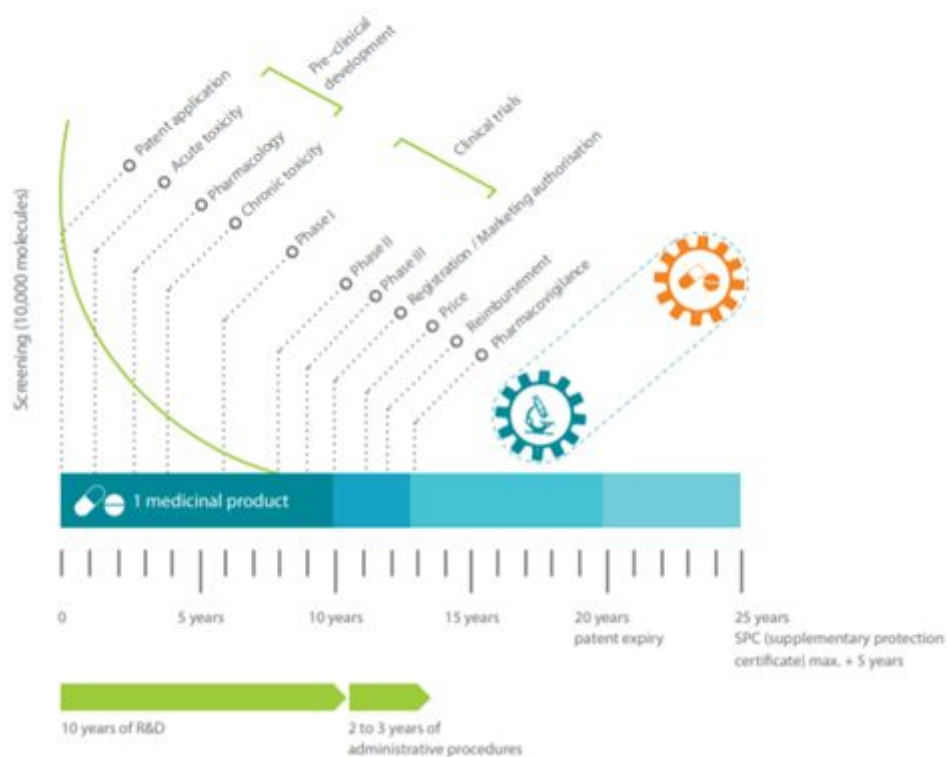 Screening (10,000 molecules)
Patent application
Acute toxicity
Pharmacology
Chronic toxicity
Pre-clinical
development
Phase I
Phase II
Phase III
Clinical trials
Registration / Marketing authorisation
Price
Reimbursement
Pharmacovigilance
1 medicinal product
0
5 years
10 years
15 years
20 years
patent expiry
25 years
SPC (supplementary protection
certificate) max. + 5 years
10 years of R&D
2 to 3 years of
administrative procedures